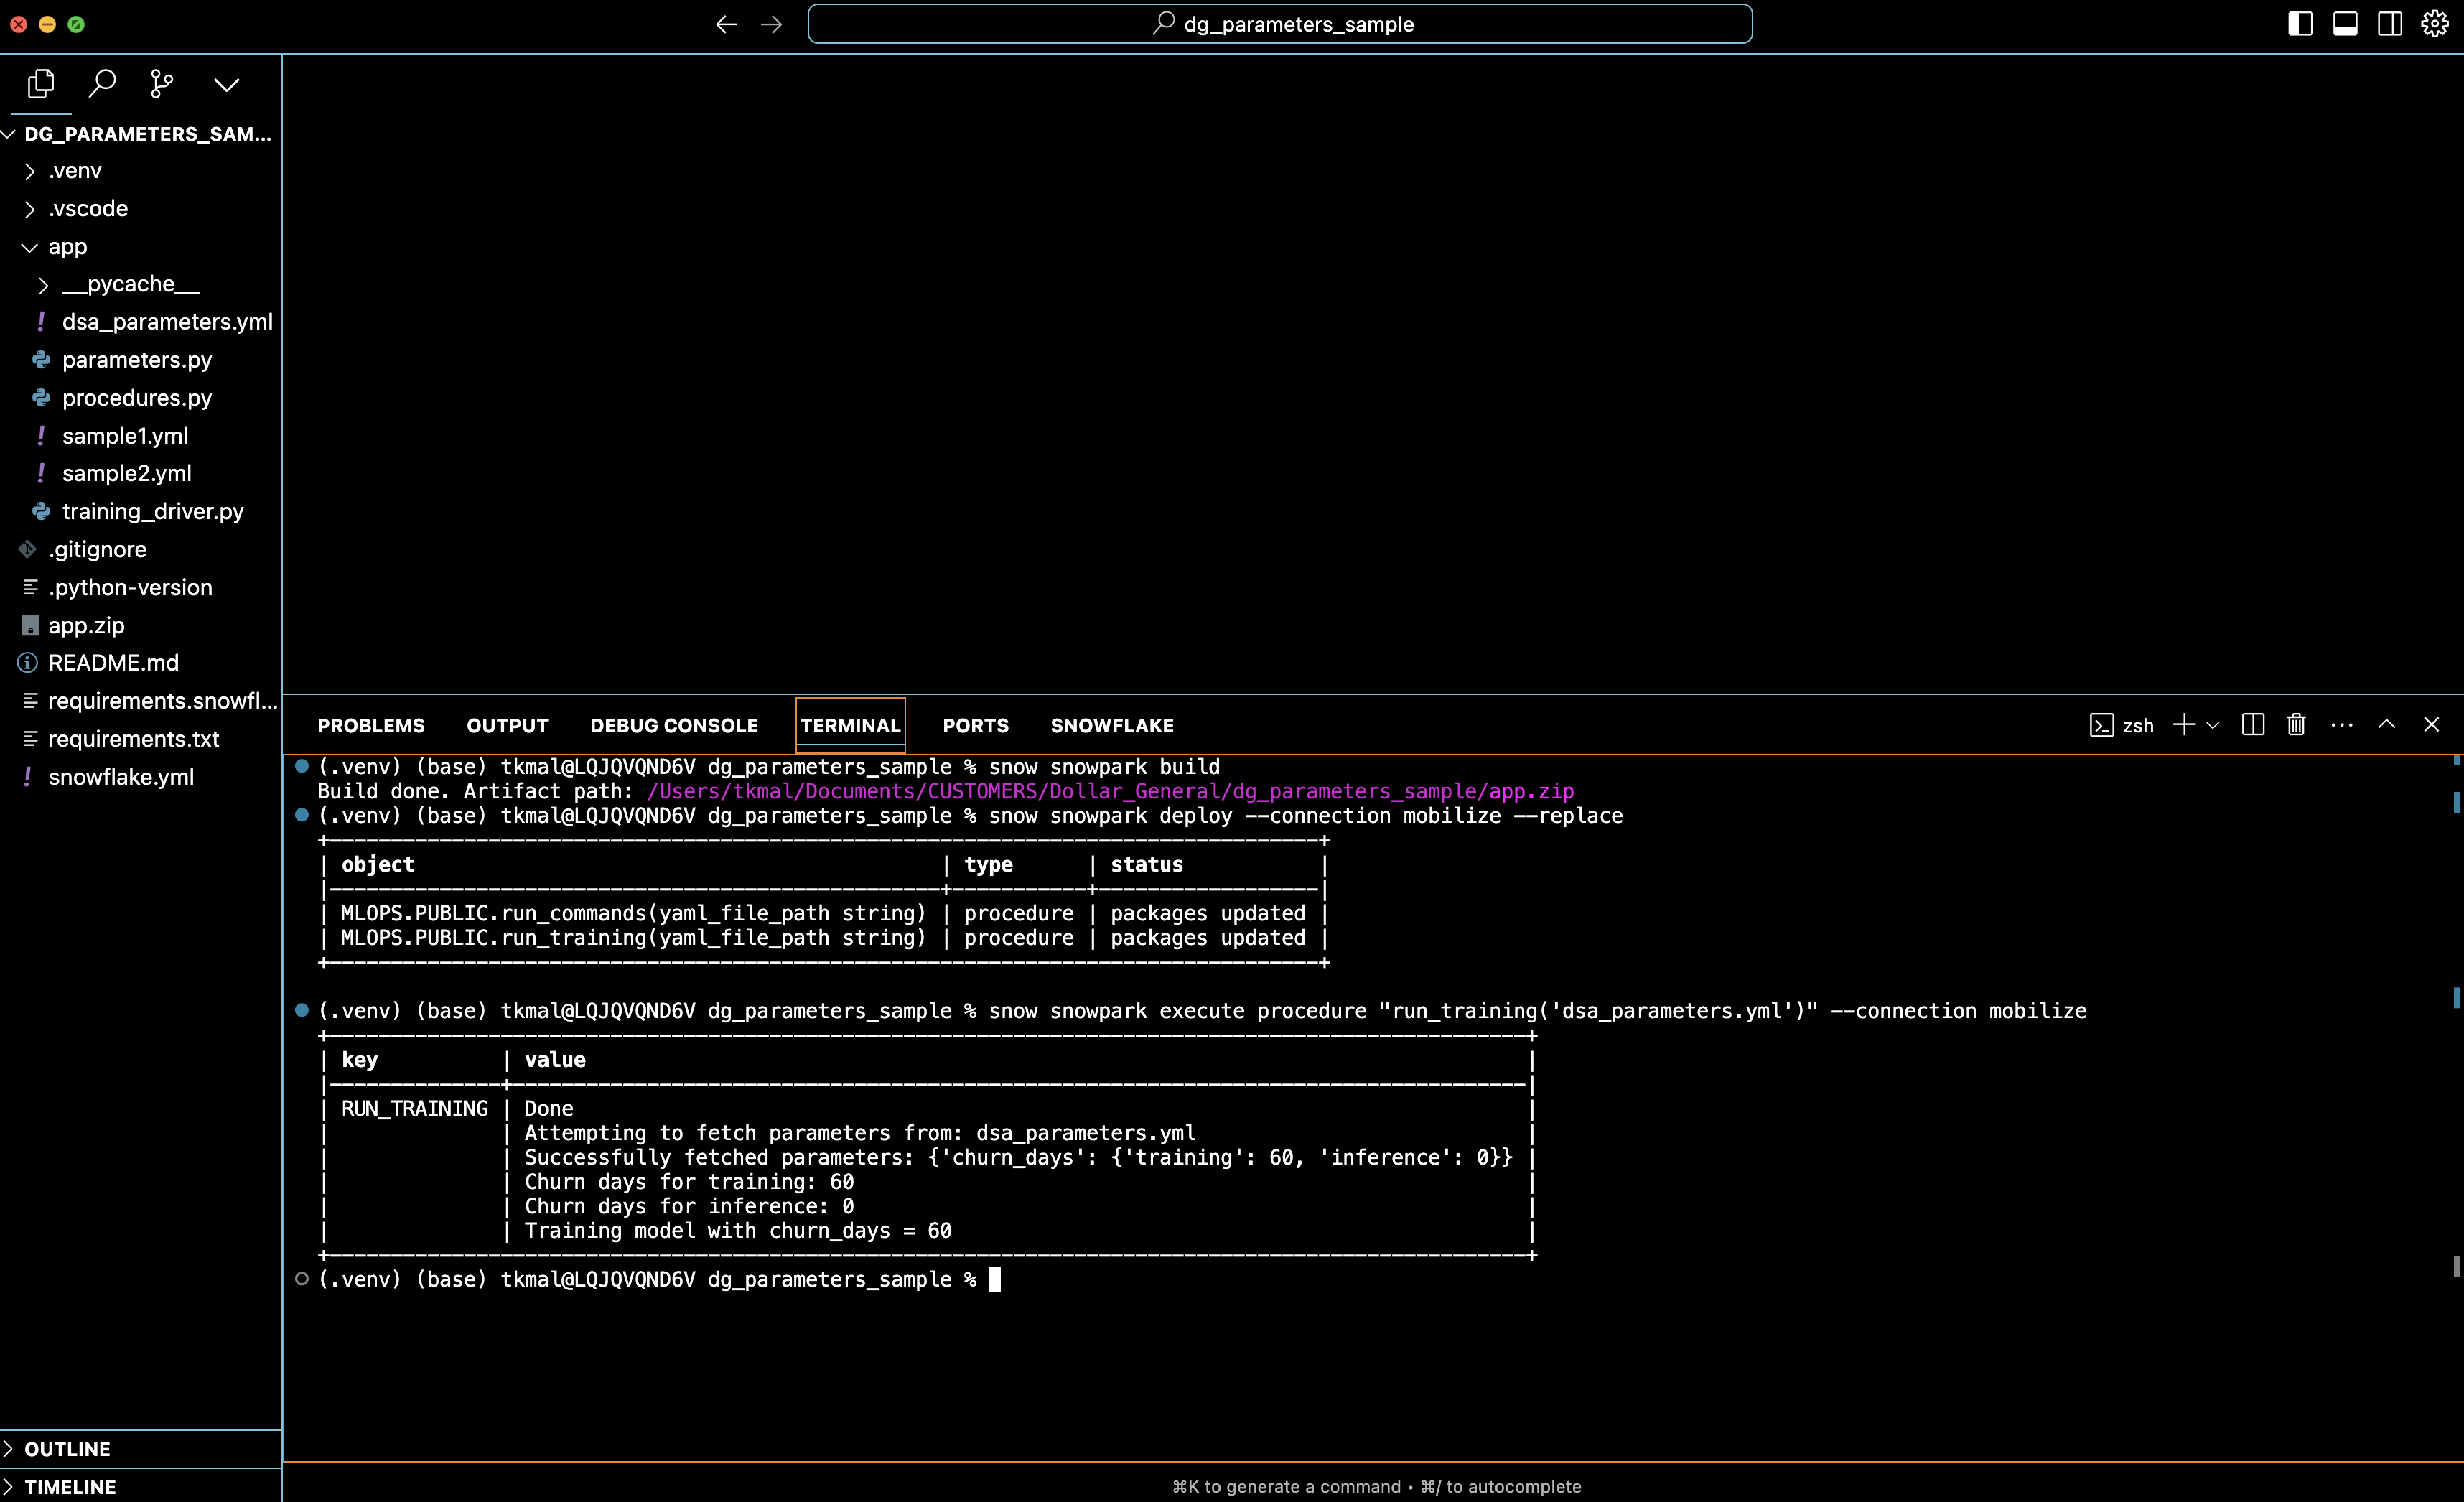 dg_parameters_sample
DG_PARAMETERS_SAM...
.venv
.vscode
app
__pycache__
! dsa_parameters.yml
parameters.py
procedures.py
! sample1.yml
! sample2.yml
training_driver.py
.gitignore
.python-version
app.zip
README.md
requirements.snowfl...
requirements.txt
! snowflake.yml
OUTLINE
TIMELINE
PROBLEMS OUTPUT DEBUG CONSOLE TERMINAL PORTS SNOWFLAKE zsh
(.venv) (base) tkmal@LQJQVQND6V dg_parameters_sample % snow snowpark build
Build done. Artifact path: /Users/tkmal/Documents/CUSTOMERS/Dollar_General/dg_parameters_sample/app.zip
(.venv) (base) tkmal@LQJQVQND6V dg_parameters_sample % snow snowpark deploy --connection mobilize --replace
| object | type | status |
| MLOPS.PUBLIC.run_commands(yaml_file_path string) | procedure | packages updated |
| MLOPS.PUBLIC.run_training(yaml_file_path string) | procedure | packages updated |
(.venv) (base) tkmal@LQJQVQND6V dg_parameters_sample % snow snowpark execute procedure "run_training('dsa_parameters.yml')" --connection mobilize
| key | value |
| RUN_TRAINING | Done |
| | Attempting to fetch parameters from: dsa_parameters.yml |
| | Successfully fetched parameters: {'churn_days': {'training': 60, 'inference': 0}} |
| | Churn days for training: 60 |
| | Churn days for inference: 0 |
| | Training model with churn_days = 60 |
(.venv) (base) tkmal@LQJQVQND6V dg_parameters_sample %
⌘K to generate a command • ⌘/ to autocomplete